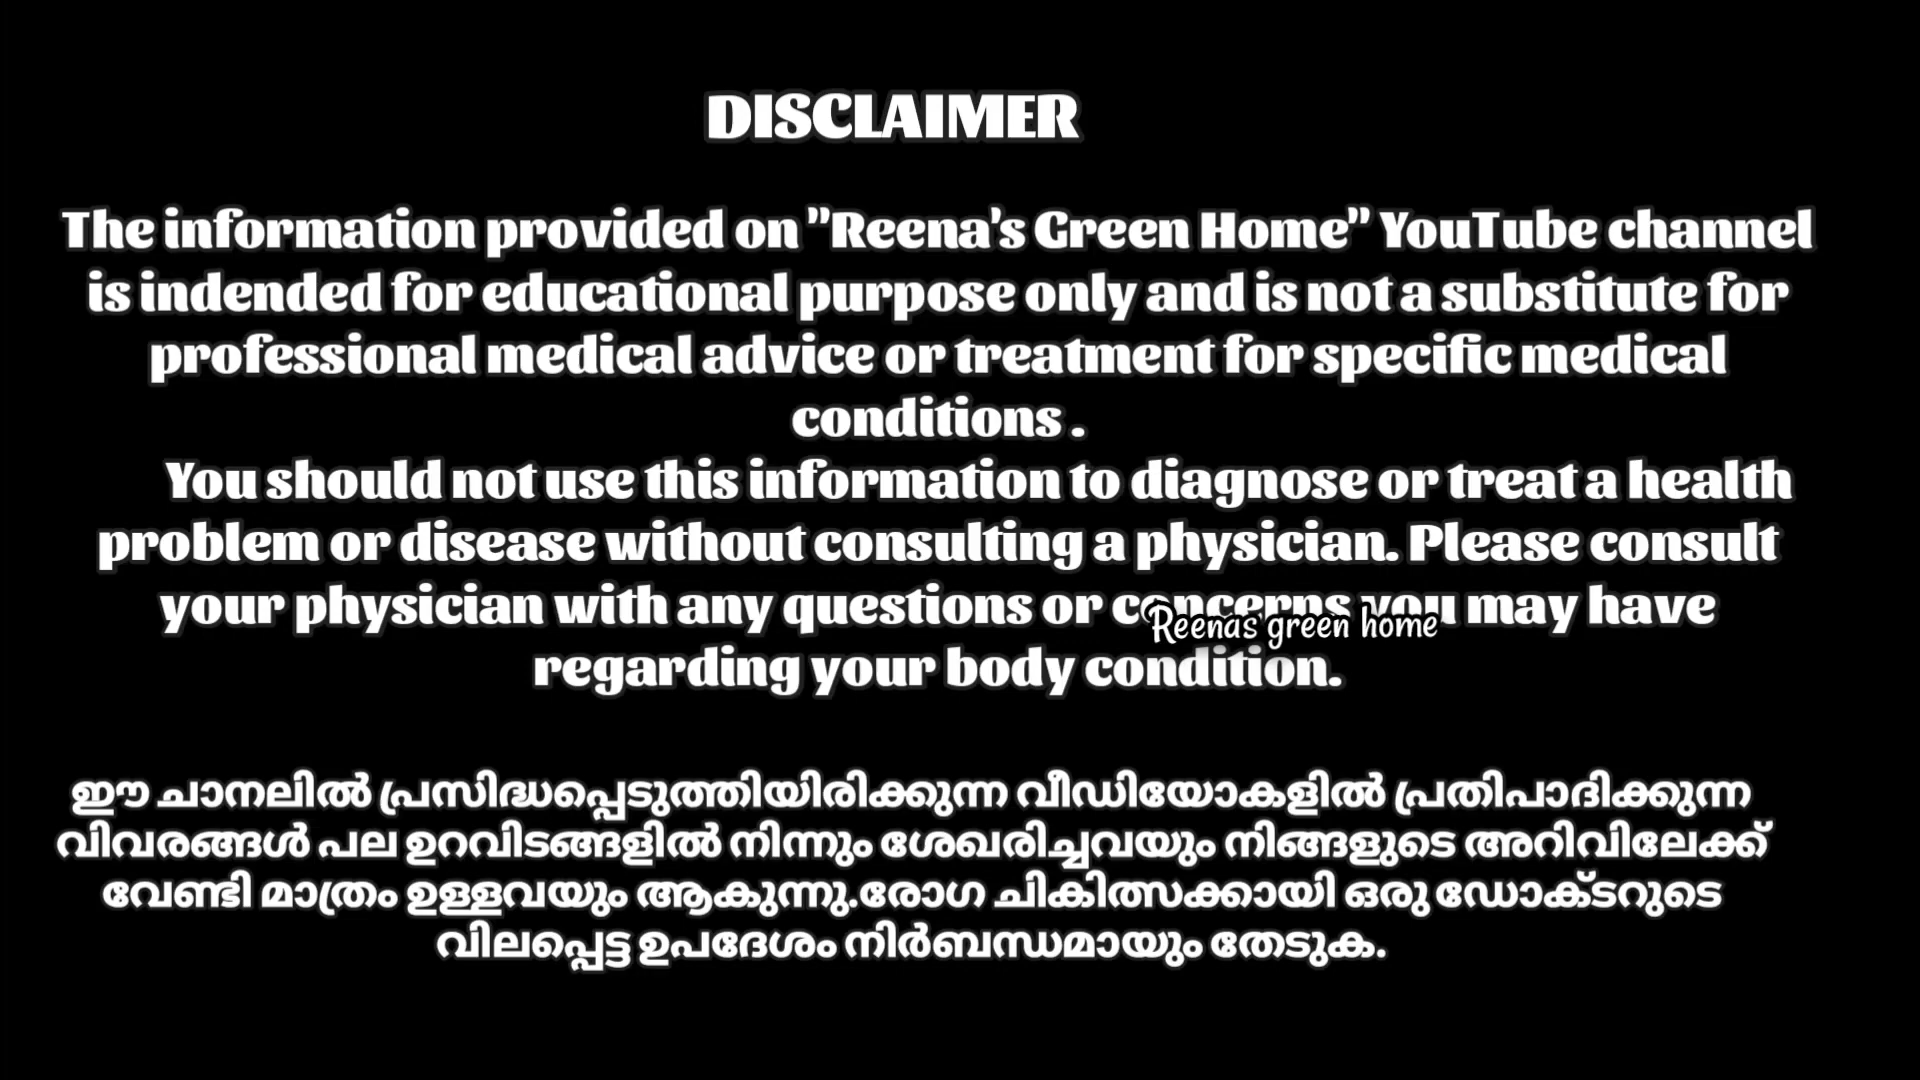 DISCLAIMER
The information provided on "Reena's Green Home" YouTube channel
is indended for educational purpose only and is not a substitute for
professional medical advice or treatment for specific medical
conditions .
You should not use this information to diagnose or treat a health
problem or disease without consulting a physician. Please consult
your physician with any questions or concerns you may have
Reenas green home
regarding your body condition.
ഈ ചാനലിൽ പ്രസിദ്ധപ്പെടുത്തിയിരിക്കുന്ന വീഡിയോകളിൽ പ്രതിപാദിക്കുന്ന
വിവരങ്ങൾ പല ഉറവിടങ്ങളിൽ നിന്നും ശേഖരിച്ചവയും നിങ്ങളുടെ അറിവിലേക്ക്
വേണ്ടി മാത്രം ഉള്ളവയും ആകുന്നു.രോഗ ചികിത്സക്കായി ഒരു ഡോക്ടറുടെ
വിലപ്പെട്ട ഉപദേശം നിർബന്ധമായും തേടുക.